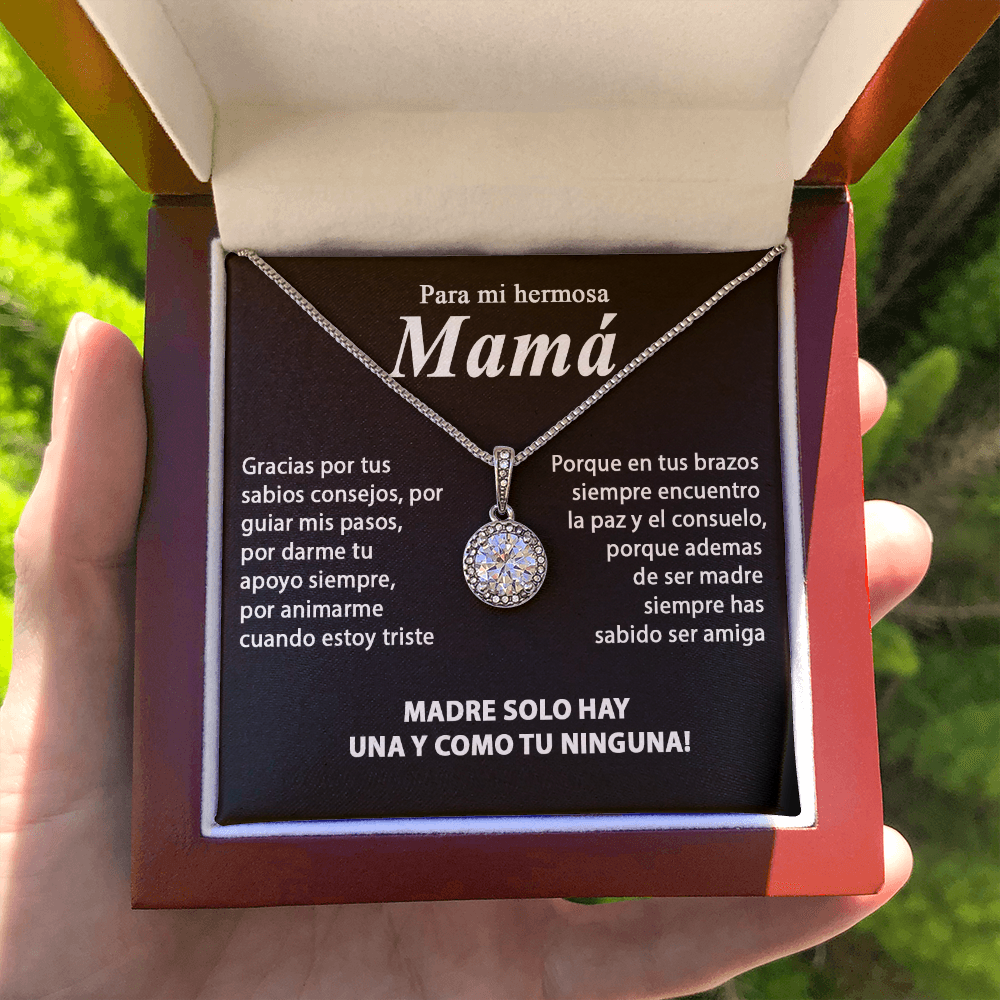 Para mi hermosa
Mamá
Gracias por tus
sabios consejos, por
guiar mis pasos,
por darme tu
apoyo siempre,
por animarme
cuando estoy triste
Porque en tus brazos
siempre encuentro
la paz y el consuelo,
porque ademas
de ser madre
siempre has
sabido ser amiga
MADRE SOLO HAY
UNA Y COMO TU NINGUNA!